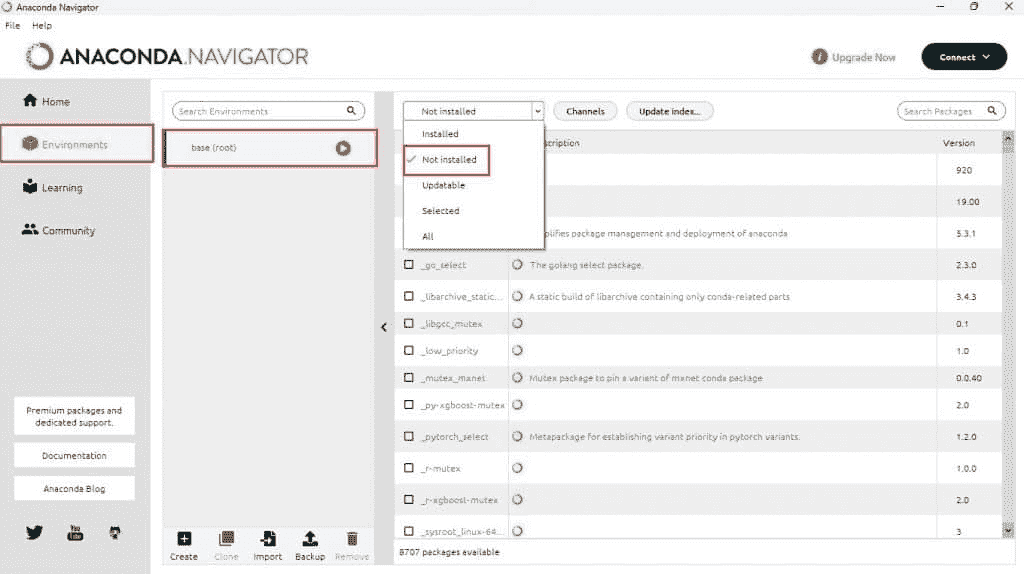 Anaconda Navigator
File Help
ANACONDA.NAVIGATOR
Upgrade Now
Connect
Home
Environments
Learning
Community
Premium packages and
dedicated support.
Documentation
Anaconda Blog
Search Environments
base (root)
Create Clone Import Backup Remove
Not installed
Channels
Update index...
Search Packages
Installed
Not installed
Updatable
Selected
All
Version
920
19.00
package management and deployment of anaconda 5.3.1
_go_select The golang select package. 2.3.0
_libarchive_static... A static build of libarchive containing only conda-related parts 3.4.3
_libgcc_mutex 0.1
_low_priority 1.0
_mutex_mxnet Mutex package to pin a variant of mxnet conda package 0.0.40
_py-xgboost-mutex 2.0
_pytorch_select Metapackage for establishing variant priority in pytorch variants. 1.2.0
_r-mutex 1.0.0
_r-xgboost-mutex 2.0
_sysroot_linux-64... 3
8707 packages available